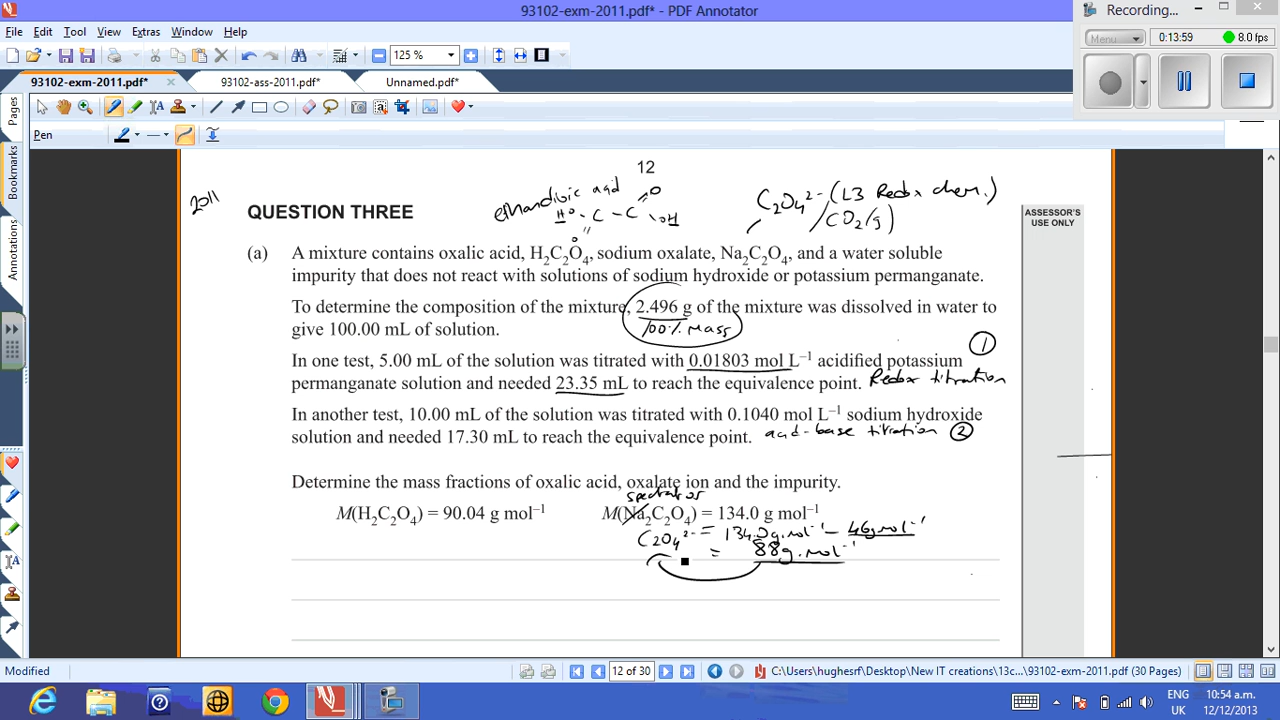 93102-exm-2011.pdf* - PDF Annotator
Recording...
File Edit Tool View Extras Window Help
Menu
0:13:59
8.0 fps
125 %
93102-exm-2011.pdf*
93102-ass-2011.pdf*
Unnamed.pdf*
Pen
Pages
Bookmarks
Annotations
12
2011
ethandioic acid
O
HO - C - C - OH
O
C₂O₄²⁻ (L3 Redox chem.)
/CO₂(g)
QUESTION THREE
ASSESSOR'S
USE ONLY
(a) A mixture contains oxalic acid, H₂C₂O₄, sodium oxalate, Na₂C₂O₄, and a water soluble
impurity that does not react with solutions of sodium hydroxide or potassium permanganate.
To determine the composition of the mixture, 2.496 g of the mixture was dissolved in water to
give 100.00 mL of solution.
100% mass
In one test, 5.00 mL of the solution was titrated with 0.01803 mol L⁻¹ acidified potassium
①
permanganate solution and needed 23.35 mL to reach the equivalence point. Redox titration
In another test, 10.00 mL of the solution was titrated with 0.1040 mol L⁻¹ sodium hydroxide
solution and needed 17.30 mL to reach the equivalence point. acid-base titration ②
Determine the mass fractions of oxalic acid, oxalate ion and the impurity.
spectators
M(H₂C₂O₄) = 90.04 g mol⁻¹ M(Na₂C₂O₄) = 134.0 g mol⁻¹
C₂O₄²⁻ = 134.0g.mol⁻¹ - 46gmol⁻¹
= 88g.mol⁻¹
Modified
12 of 30
C:\Users\hughesrf\Desktop\New IT creations\13c...\93102-exm-2011.pdf (30 Pages)
ENG
UK
10:54 a.m.
12/12/2013